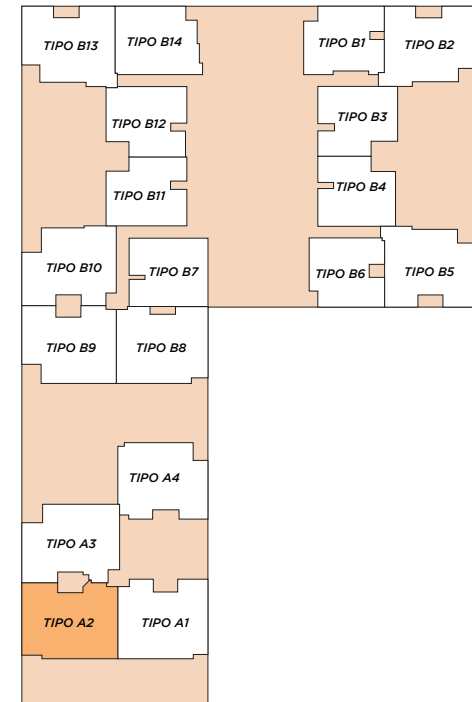 TIPO B13
TIPO B14
TIPO B1
TIPO B2
TIPO B12
TIPO B3
TIPO B11
TIPO B4
TIPO B10
TIPO B7
TIPO B6
TIPO B5
TIPO B9
TIPO B8
TIPO A4
TIPO A3
TIPO A2
TIPO A1